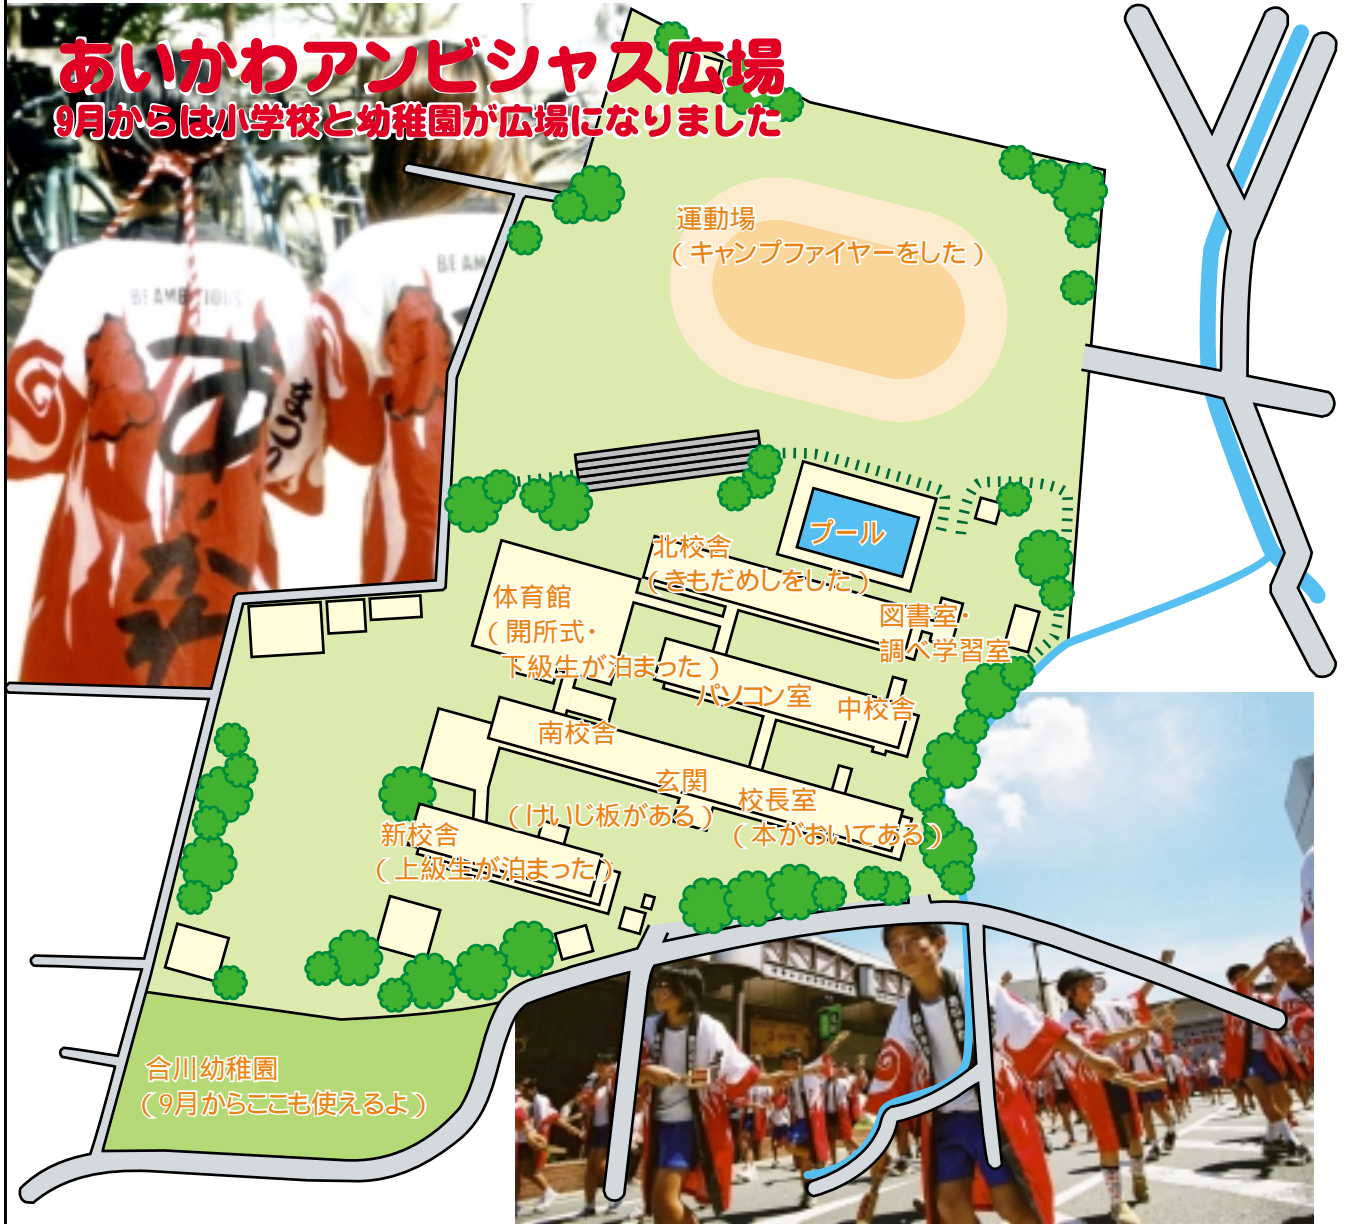 あいかわアンビシャス広場
9月からは小学校と幼稚園が広場になりました
運動場
(キャンプファイヤーをした)
BE AMBITIOUS
BE AM
プール
北校舎
(きもだめしをした)
体育館
(開所式・
下級生が泊まった)
図書室・
調べ学習室
パソコン室
中校舎
南校舎
玄関
(けいじ板がある)
校長室
(本がおいてある)
新校舎
(上級生が泊まった)
合川幼稚園
(9月からここも使えるよ)